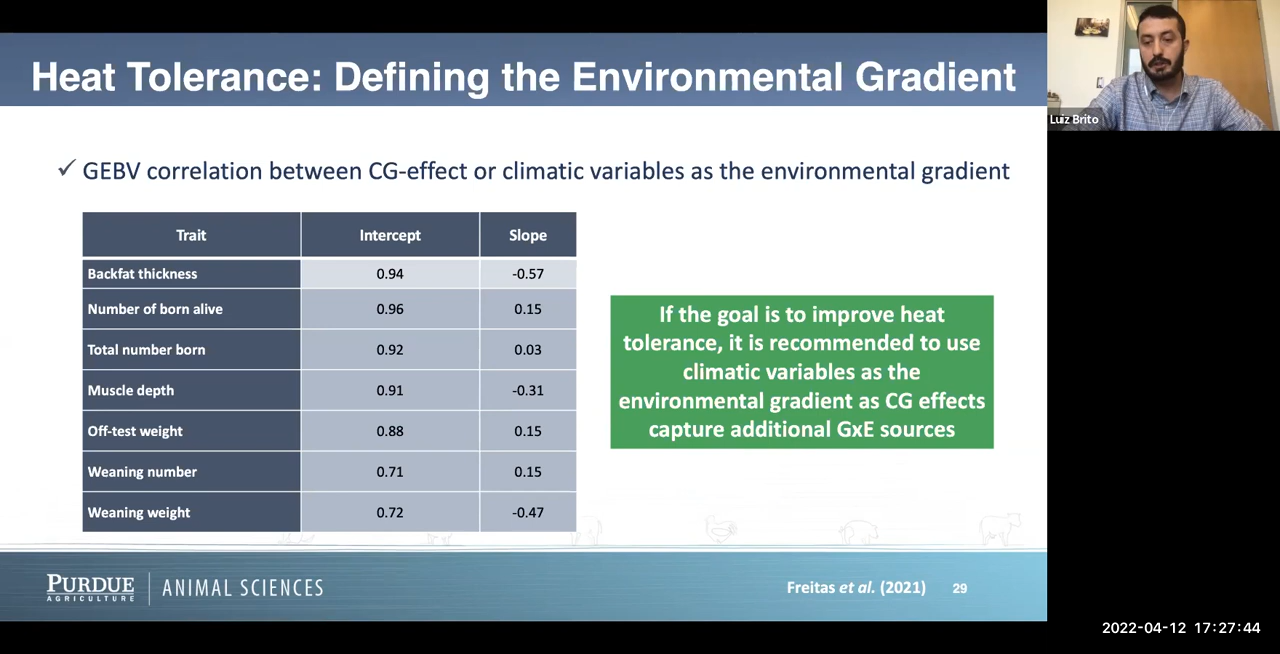 Heat Tolerance: Defining the Environmental Gradient
Luiz Brito
✓ GEBV correlation between CG-effect or climatic variables as the environmental gradient
Trait Intercept Slope
Backfat thickness 0.94 -0.57
Number of born alive 0.96 0.15
Total number born 0.92 0.03
Muscle depth 0.91 -0.31
Off-test weight 0.88 0.15
Weaning number 0.71 0.15
Weaning weight 0.72 -0.47
If the goal is to improve heat
tolerance, it is recommended to use
climatic variables as the
environmental gradient as CG effects
capture additional GxE sources
PURDUE
AGRICULTURE
ANIMAL SCIENCES
Freitas et al. (2021) 29
2022-04-12 17:27:44